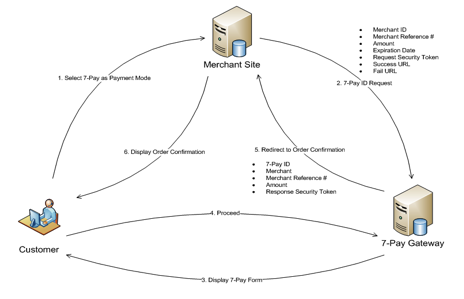 • Merchant ID
• Merchant Reference #
• Amount
• Expiration Date
• Request Security Token
• Success URL
• Fail URL
Merchant Site
1. Select 7-Pay as Payment Mode
2. 7-Pay ID Request
6. Display Order Confirmation
5. Redirect to Order Confirmation
• 7-Pay ID
• Merchant
• Merchant Reference #
• Amount
• Response Security Token
4. Proceed
Customer
7-Pay Gateway
3. Display 7-Pay Form